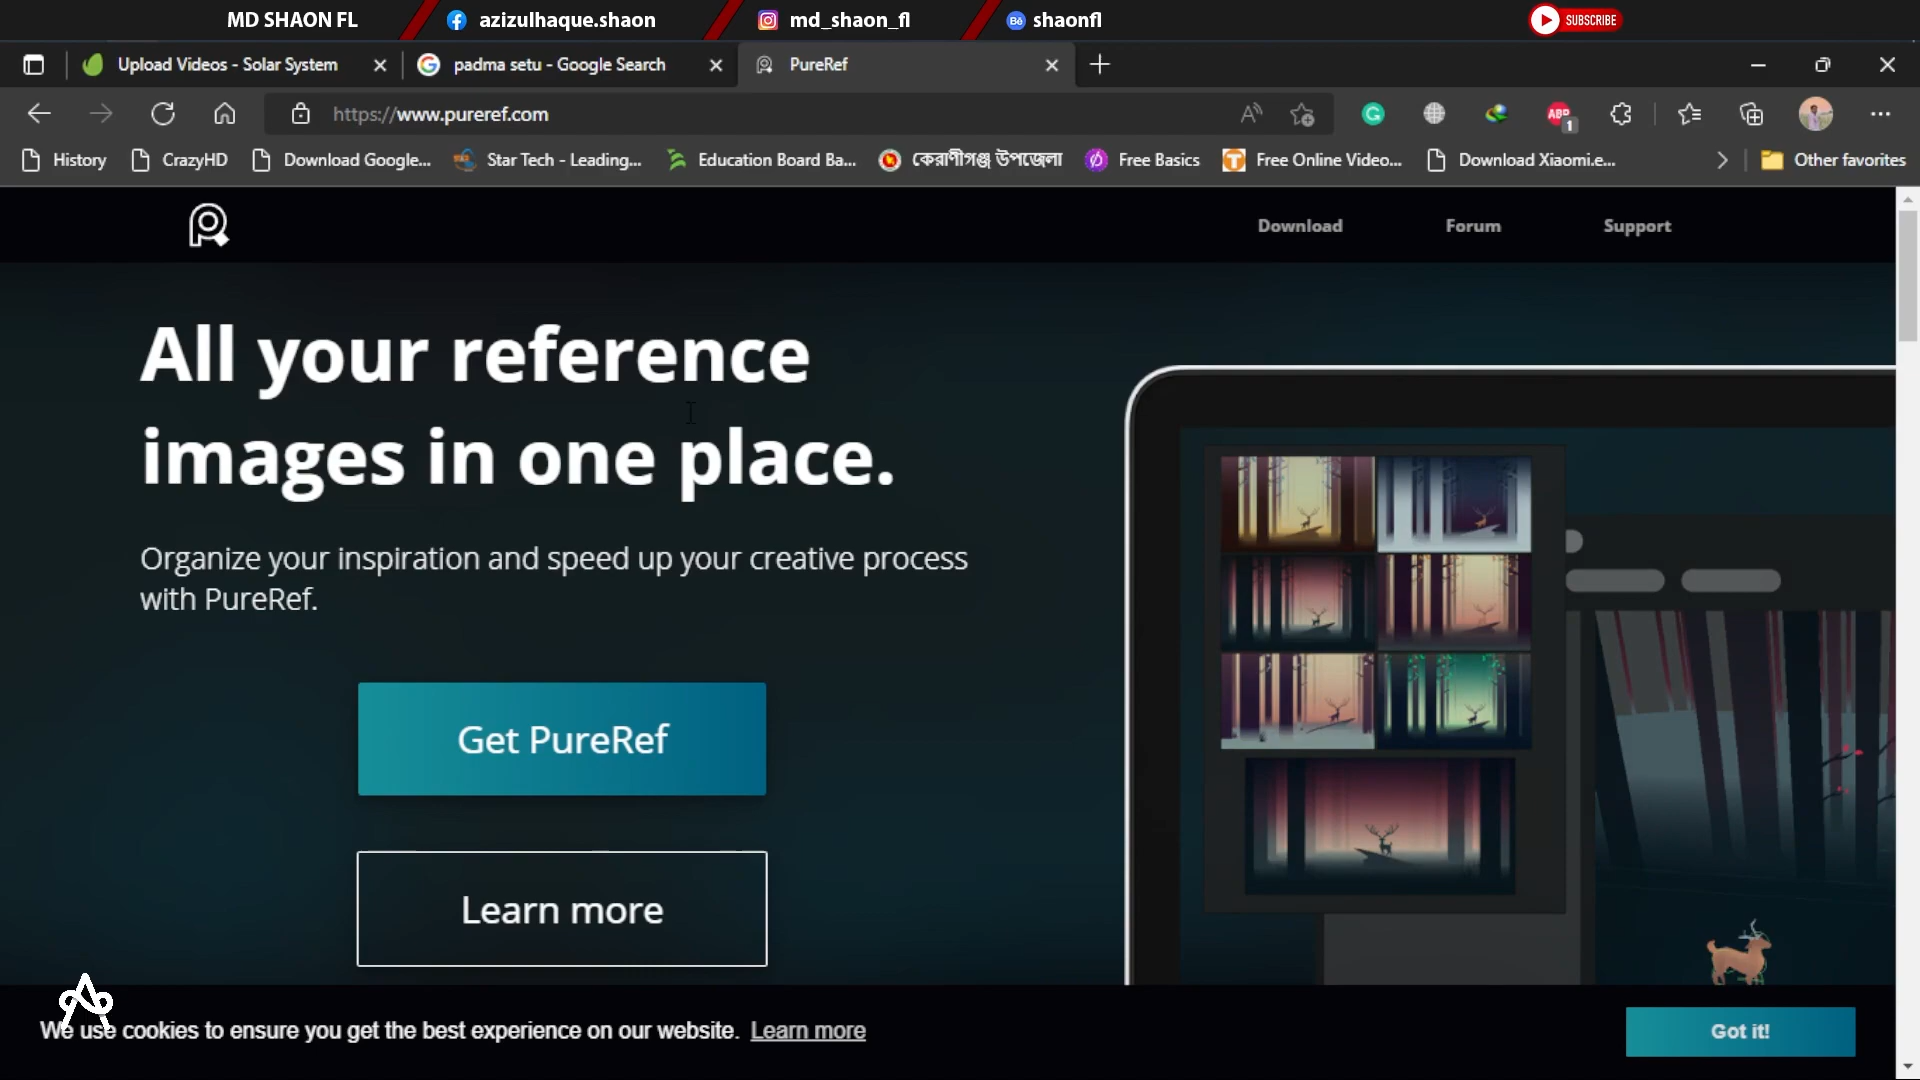 MD SHAON FL
azizulhaque.shaon
md_shaon_fl
Bē shaonfl
SUBSCRIBE
Upload Videos - Solar System
padma setu - Google Search
PureRef
https://www.pureref.com
ABP
1
History
CrazyHD
Download Google...
Star Tech - Leading...
Education Board Ba...
কেরাণীগঞ্জ উপজেলা
Free Basics
Free Online Video...
Download Xiaomi.e...
Other favorites
Download
Forum
Support
All your reference
images in one place.
Organize your inspiration and speed up your creative process
with PureRef.
Get PureRef
Learn more
We use cookies to ensure you get the best experience on our website. Learn more
Got it!